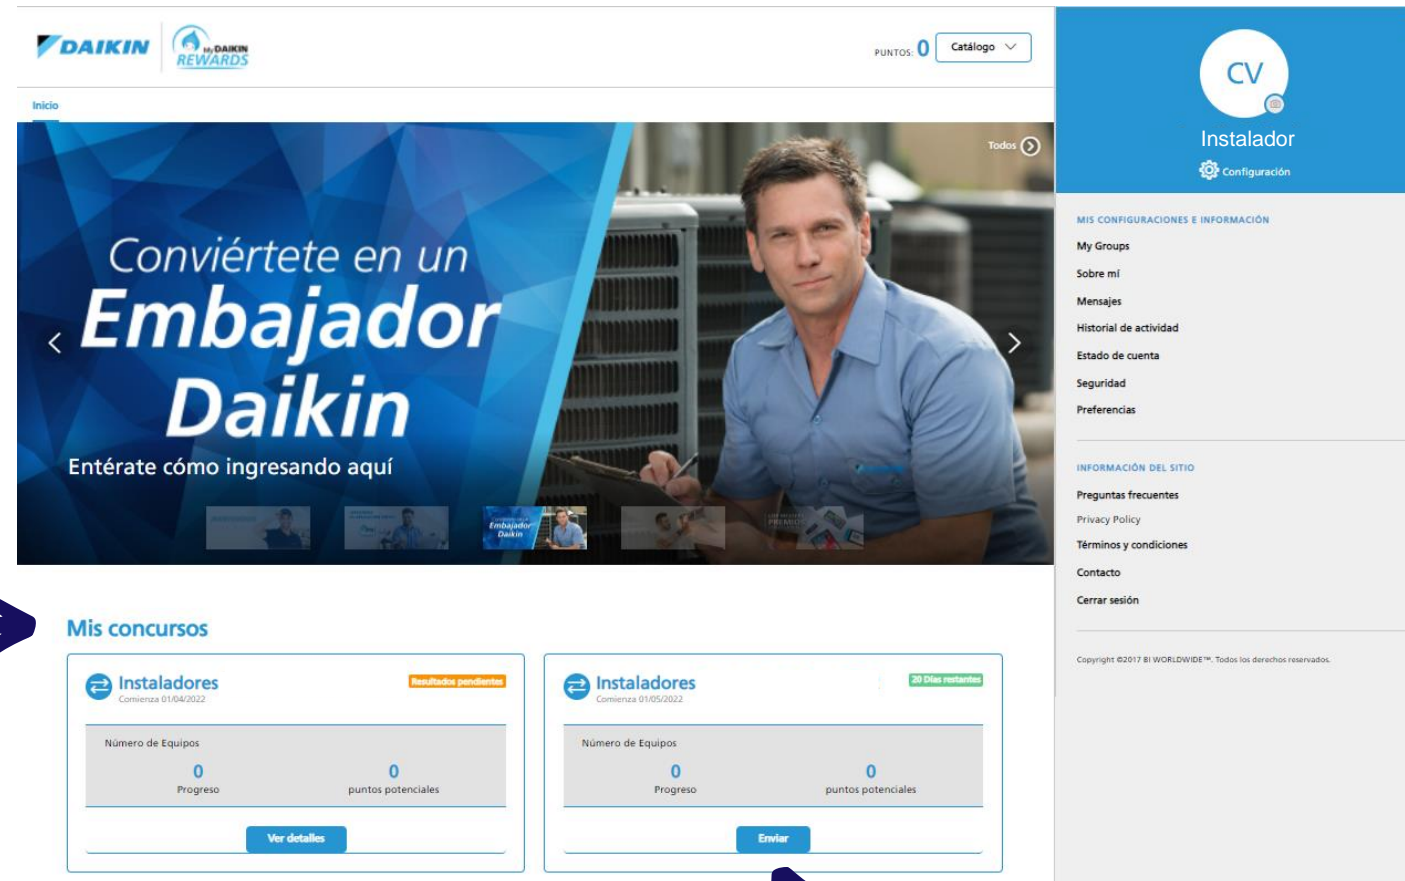 DAIKIN
My DAIKIN
REWARDS
PUNTOS: 0
Catálogo
Inicio
Todos
Conviértete en un
Embajador
Daikin
Entérate cómo ingresando aquí
Embajador
Daikin
PREMIOS
Mis concursos
Instaladores
Resultados pendientes
Comienza 01/04/2022
Número de Equipos
0
Progreso
0
puntos potenciales
Ver detalles
Instaladores
20 Días restantes
Comienza 01/05/2022
Número de Equipos
0
Progreso
0
puntos potenciales
Enviar
CV
Instalador
Configuración
MIS CONFIGURACIONES E INFORMACIÓN
My Groups
Sobre mí
Mensajes
Historial de actividad
Estado de cuenta
Seguridad
Preferencias
INFORMACIÓN DEL SITIO
Preguntas frecuentes
Privacy Policy
Términos y condiciones
Contacto
Cerrar sesión
Copyright ©2017 BI WORLDWIDE™. Todos los derechos reservados.